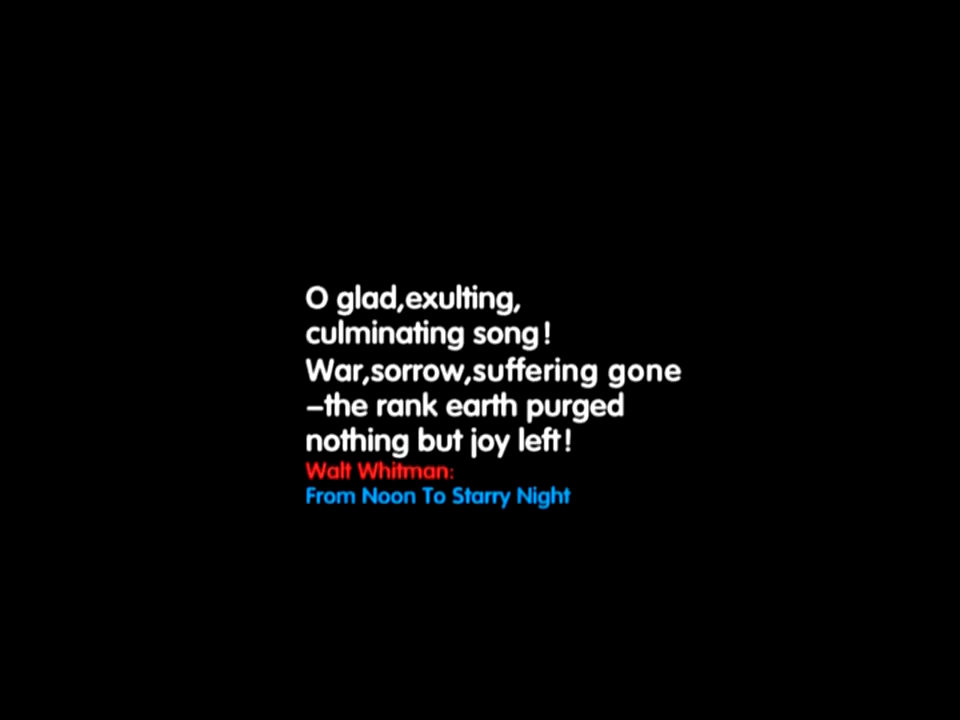 O glad,exulting,
culminating song!
War,sorrow,suffering gone
–the rank earth purged
nothing but joy left!
Walt Whitman:
From Noon To Starry Night